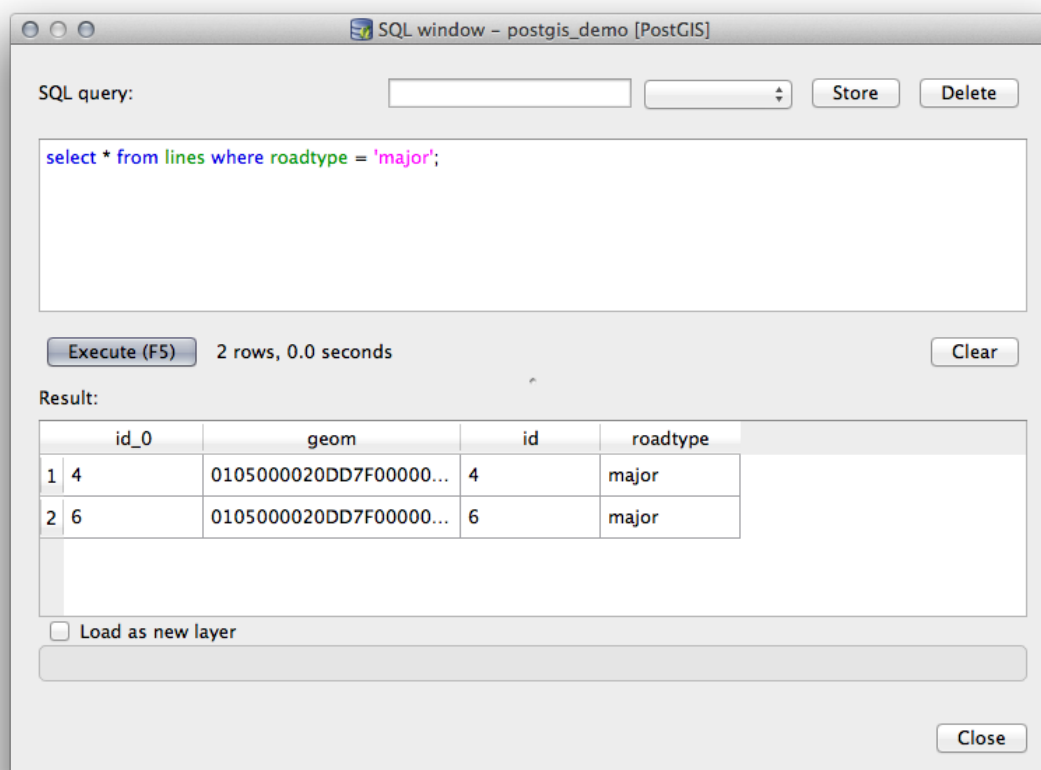 SQL window – postgis_demo [PostGIS]
SQL query: Store Delete
select * from lines where roadtype = 'major';
Execute (F5) 2 rows, 0.0 seconds Clear
Result:
id_0 geom id roadtype
1 4 0105000020DD7F00000... 4 major
2 6 0105000020DD7F00000... 6 major
Load as new layer
Close